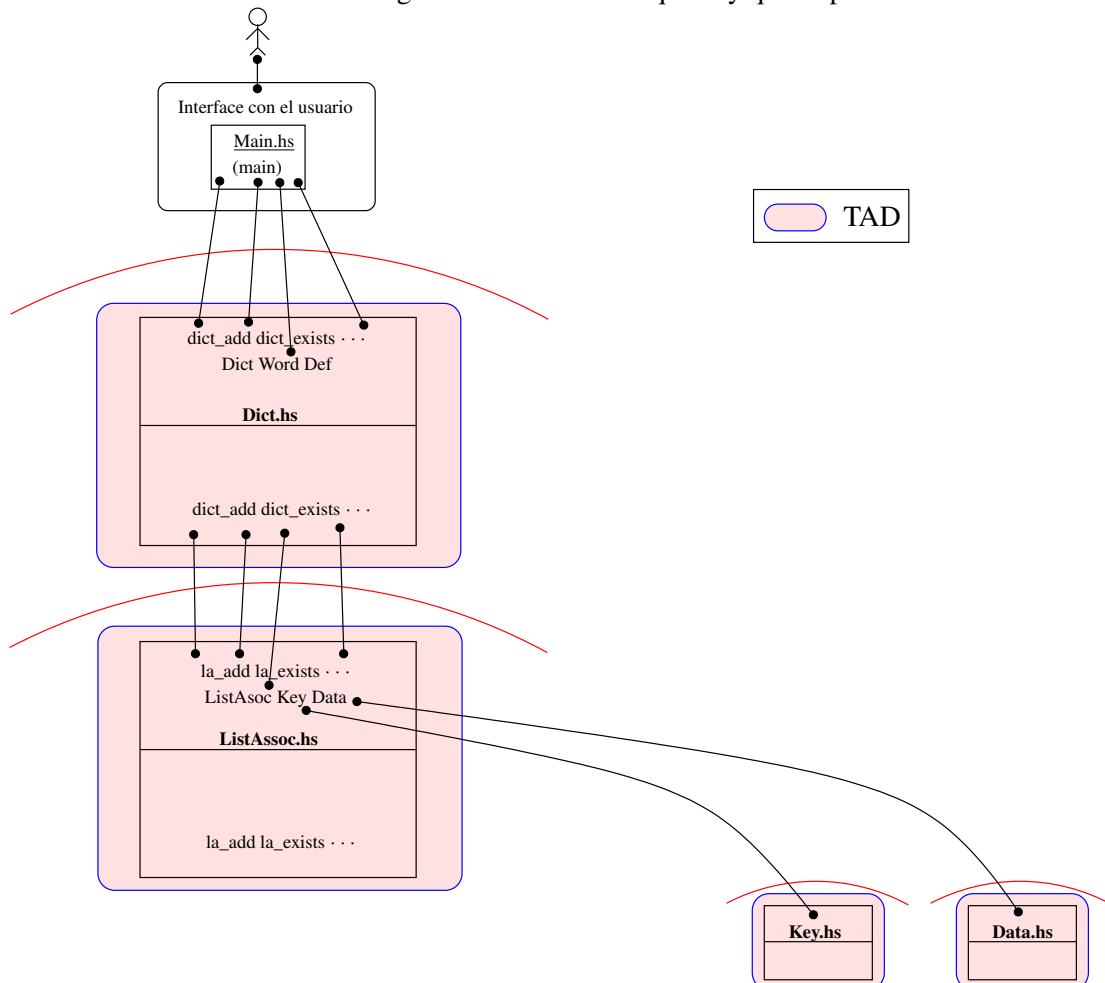 Interface con el usuario
Main.hs
(main)
TAD
dict_add dict_exists · · ·
Dict Word Def
Dict.hs
dict_add dict_exists · · ·
la_add la_exists · · ·
ListAsoc Key Data
ListAssoc.hs
la_add la_exists · · ·
Key.hs
Data.hs